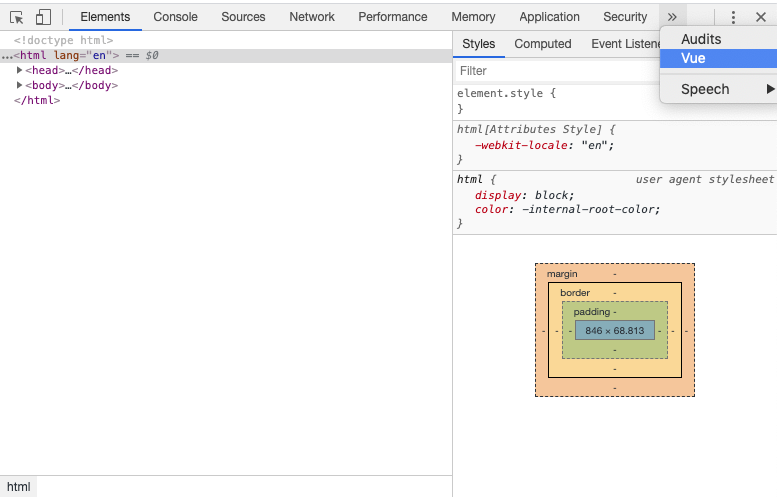 Elements Console Sources Network Performance Memory Application Security »
Audits
Vue
Speech
<!doctype html>
…<html lang="en"> == $0
<head>…</head>
<body>…</body>
</html>
Styles Computed Event Listene
Filter
element.style {
}
html[Attributes Style] {
-webkit-locale: "en";
}
html { user agent stylesheet
display: block;
color: -internal-root-color;
}
margin -
border -
padding -
- - - 846 × 68.813 - - -
-
-
-
html